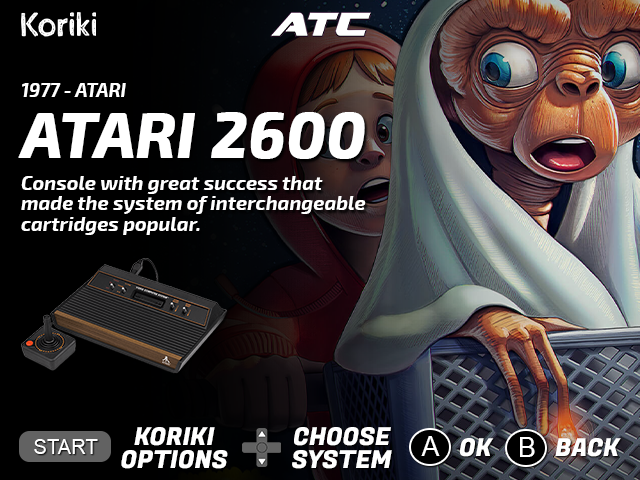 Koriki
ATC
1977 - ATARI
ATARI 2600
Console with great success that
made the system of interchangeable
cartridges popular.
START
KORIKI
OPTIONS
CHOOSE
SYSTEM
A
OK
B
BACK